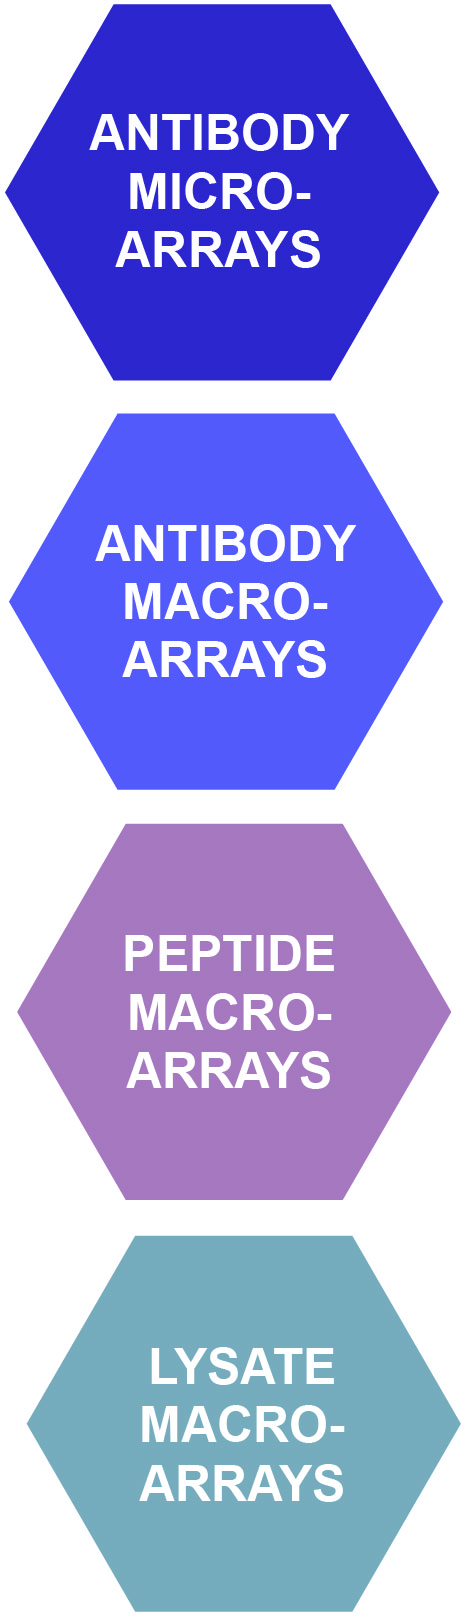 ANTIBODY
MICRO-
ARRAYS
ANTIBODY
MACRO-
ARRAYS
PEPTIDE
MACRO-
ARRAYS
LYSATE
MACRO-
ARRAYS